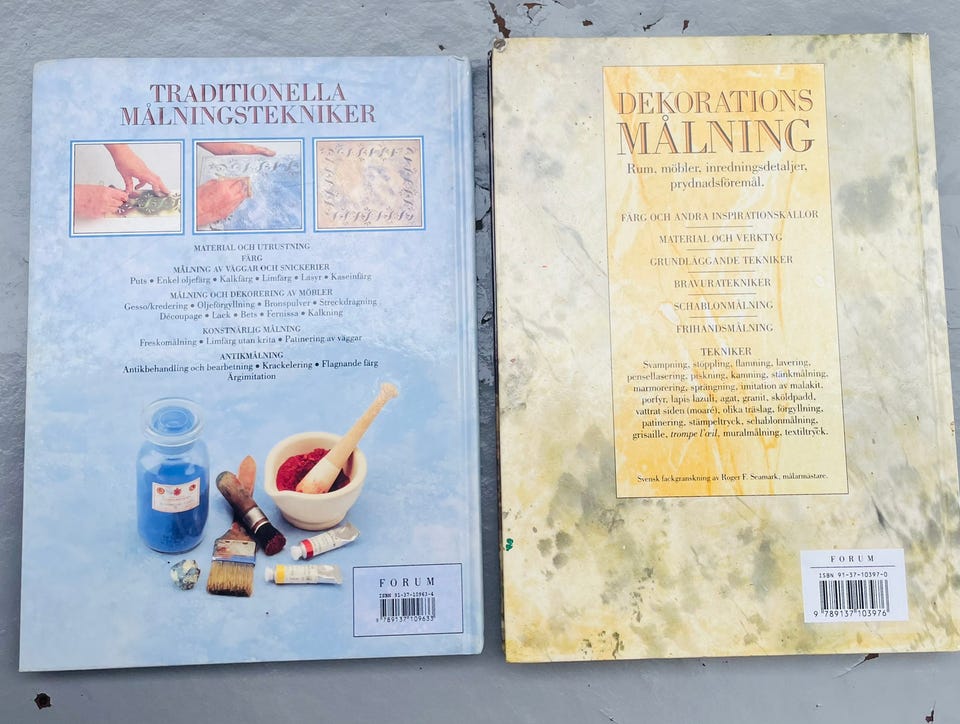 TRADITIONELLA
MÅLNINGSTEKNIKER
MATERIAL OCH UTRUSTNING
FÄRG
MÅLNING AV VÄGGAR OCH SNICKERIER
Puts • Enkel oljefärg • Kalkfärg • Limfärg • Lasyr • Kaseinfärg
MÅLNING OCH DEKORERING AV MÖBLER
Gesso/kredering • Oljeförgyllning • Bronspulver • Streckdragning
Découpage • Lack • Bets • Fernissa • Kalkning
KONSTNÄRLIG MÅLNING
Freskomålning • Limfärg utan krita • Patinering av väggar
ANTIKMÅLNING
Antikbehandling och bearbetning • Krackelering • Flagnande färg
Ärgimitation
FORUM
ISBN 91-37-10963-4
9 789137 109633
DEKORATIONS
MÅLNING
Rum, möbler, inredningsdetaljer,
prydnadsföremål.
FÄRG OCH ANDRA INSPIRATIONSKÄLLOR
MATERIAL OCH VERKTYG
GRUNDLÄGGANDE TEKNIKER
BRAVURATEKNIKER
SCHABLONMÅLNING
FRIHANDSMÅLNING
TEKNIKER
Svampning, stöppling, flamning, lavering,
pensellasering, piskning, kamning, stänkmålning,
marmorering, sprängning, imitation av malakit,
porfyr, lapis lazuli, agat, granit, sköldpadd,
vattrat siden (moaré), olika träslag, förgyllning,
patinering, stämpeltryck, schablonmålning,
grisaille, trompe l'œil, muralmålning, textiltryck.
Svensk fackgranskning av Roger F. Seamark, målarmästare.
FORUM
ISBN 91-37-10397-0
9 789137 103976